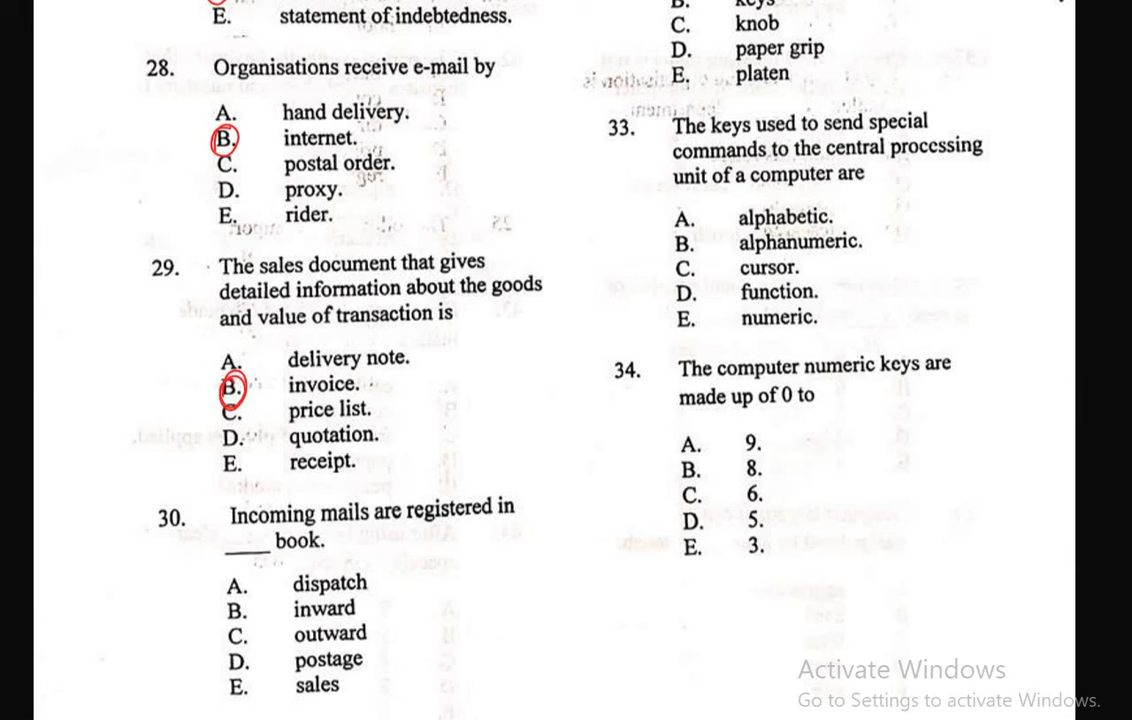 E. statement of indebtedness.
28. Organisations receive e-mail by
A. hand delivery.
B. internet.
C. postal order.
D. proxy.
E. rider.
29. The sales document that gives
detailed information about the goods
and value of transaction is
A. delivery note.
B. invoice.
C. price list.
D. quotation.
E. receipt.
30. Incoming mails are registered in
____ book.
A. dispatch
B. inward
C. outward
D. postage
E. sales
B. keys
C. knob
D. paper grip
E. platen
33. The keys used to send special
commands to the central processing
unit of a computer are
A. alphabetic.
B. alphanumeric.
C. cursor.
D. function.
E. numeric.
34. The computer numeric keys are
made up of 0 to
A. 9.
B. 8.
C. 6.
D. 5.
E. 3.
Activate Windows
Go to Settings to activate Windows.